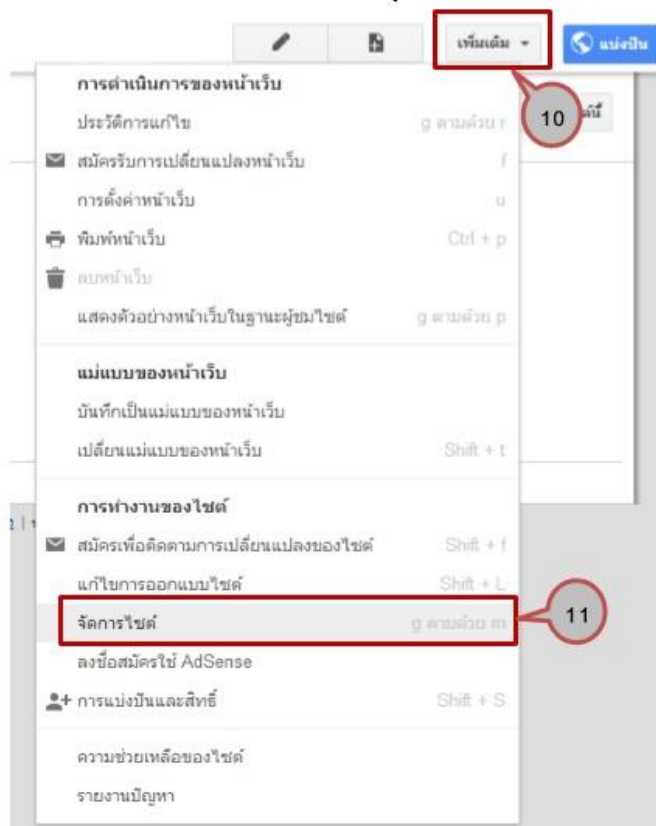 เพิ่มเติม
แบ่งปัน
10
ต์นี้
การดำเนินการของหน้าเว็บ
ประวัติการแก้ไข g ตามด้วย r
สมัครรับการเปลี่ยนแปลงหน้าเว็บ f
การตั้งค่าหน้าเว็บ u
พิมพ์หน้าเว็บ Ctrl + p
ลบหน้าเว็บ
แสดงตัวอย่างหน้าเว็บในฐานะผู้ชมไซต์ g ตามด้วย p
แม่แบบของหน้าเว็บ
บันทึกเป็นแม่แบบของหน้าเว็บ
เปลี่ยนแม่แบบของหน้าเว็บ Shift + t
การทำงานของไซต์
สมัครเพื่อติดตามการเปลี่ยนแปลงของไซต์ Shift + f
แก้ไขการออกแบบไซต์ Shift + L
จัดการไซต์ g ตามด้วย m
11
ลงชื่อสมัครใช้ AdSense
การแบ่งปันและสิทธิ์ Shift + S
ความช่วยเหลือของไซต์
รายงานปัญหา